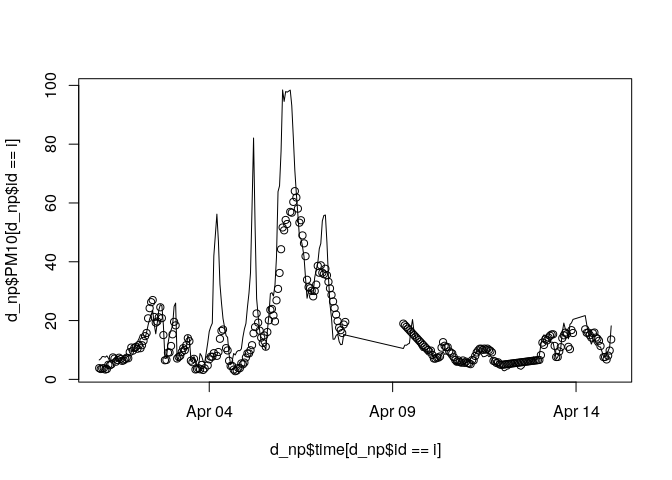 100
80
60
40
20
0
d_np$PM10[d_np$id == i]
Apr 04
Apr 09
Apr 14
d_np$time[d_np$id == i]